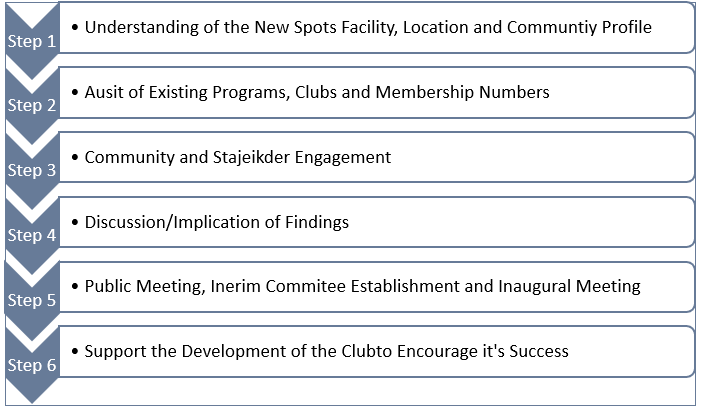 Step 1
• Understanding of the New Spots Facility, Location and Communtiy Profile
Step 2
• Ausit of Existing Programs, Clubs and Membership Numbers
Step 3
• Community and Stajeikder Engagement
Step 4
• Discussion/Implication of Findings
Step 5
• Public Meeting, Inerim Commitee Establishment and Inaugural Meeting
Step 6
• Support the Development of the Clubto Encourage it's Success